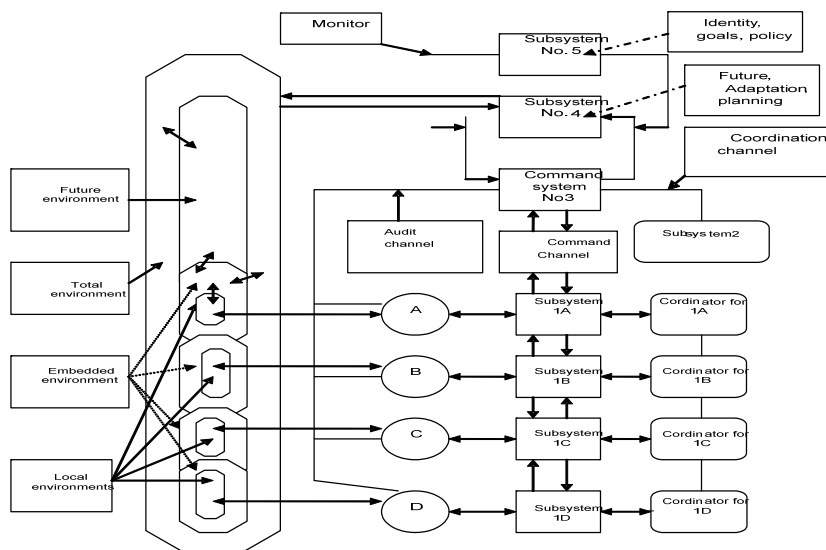 Monitor
Subsystem
No. 5
Identity,
goals, policy
Subsystem
No. 4
Future,
Adaptation,
planning
Coordination
channel
Future
environment
Command
system
No3
Audit
channel
Command
Channel
Subsystem2
Total
environment
A
Subsystem
1A
Cordinator for
1A
Embedded
environment
B
Subsystem
1B
Cordinator for
1B
C
Subsystem
1C
Cordinator for
1C
Local
environments
D
Subsystem
1D
Cordinator for
1D